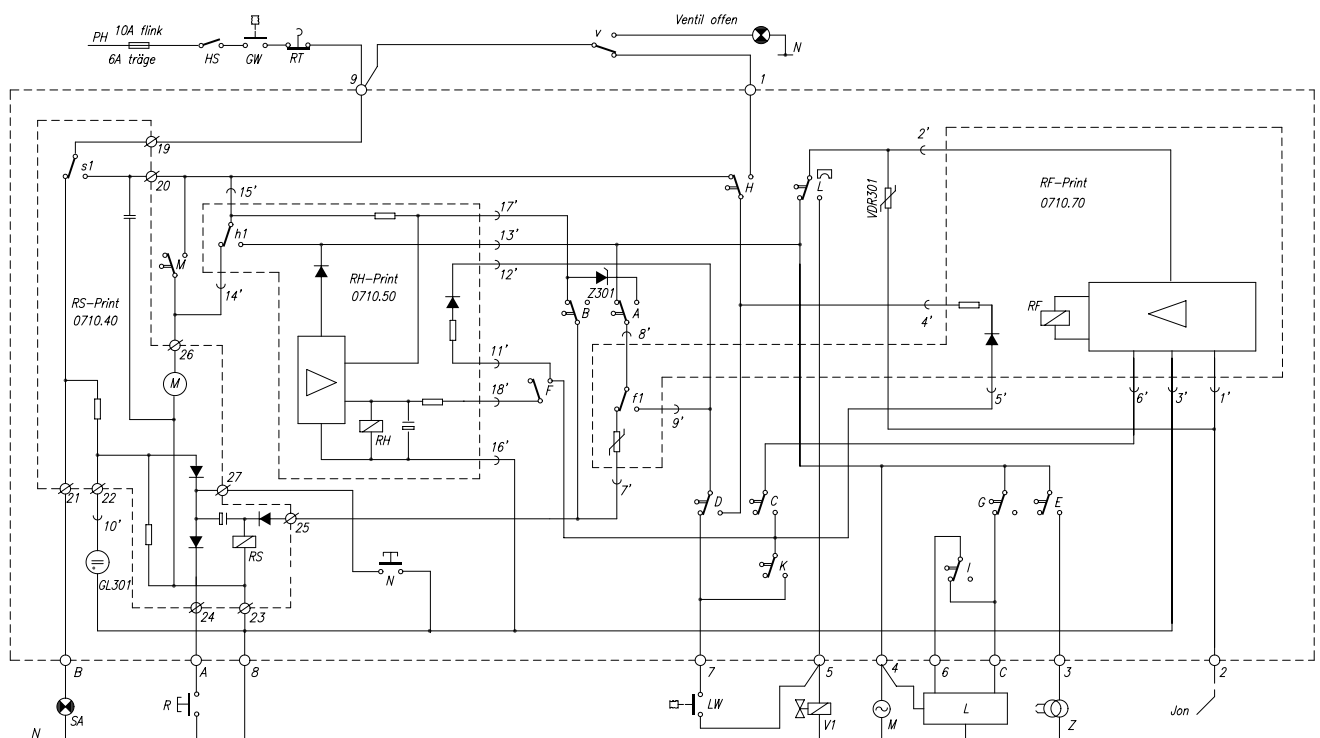 Ventil offen
10A flink
PH
6A träge
HS
GW
RT
v
N
9
1
19
s1
20
2'
15'
H
L
VDR301
RF-Print
0710.70
17'
h1
13'
12'
M
RH-Print
0710.50
Z301
RS-Print
0710.40
14'
B
A
8'
4'
RF
26
11'
M
18'
F
f1
9'
5'
6'
3'
1'
RH
16'
27
7'
21
22
D
C
G
E
10'
25
RS
N
K
I
GL301
24
23
B
A
8
7
5
4
6
C
3
2
R
SA
LW
V1
M
L
Z
Jon
N